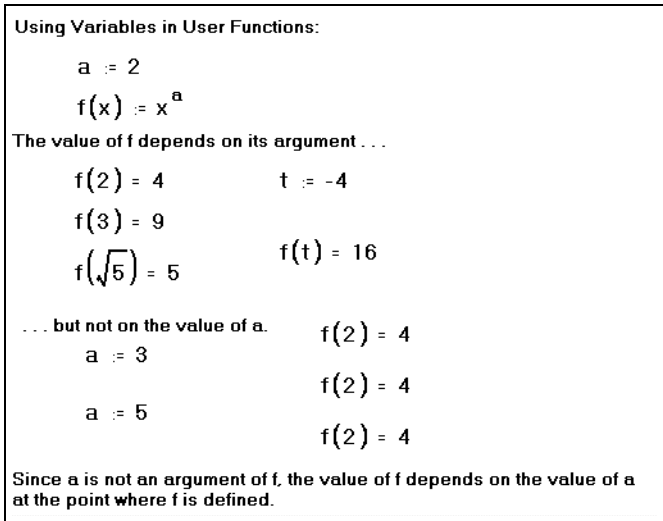 Using Variables in User Functions:
a := 2
f(x) := x^a
The value of f depends on its argument . . .
f(2) = 4 t := -4
f(3) = 9
f(√5) = 5 f(t) = 16
. . . but not on the value of a. f(2) = 4
a := 3
f(2) = 4
a := 5
f(2) = 4
Since a is not an argument of f, the value of f depends on the value of a
at the point where f is defined.